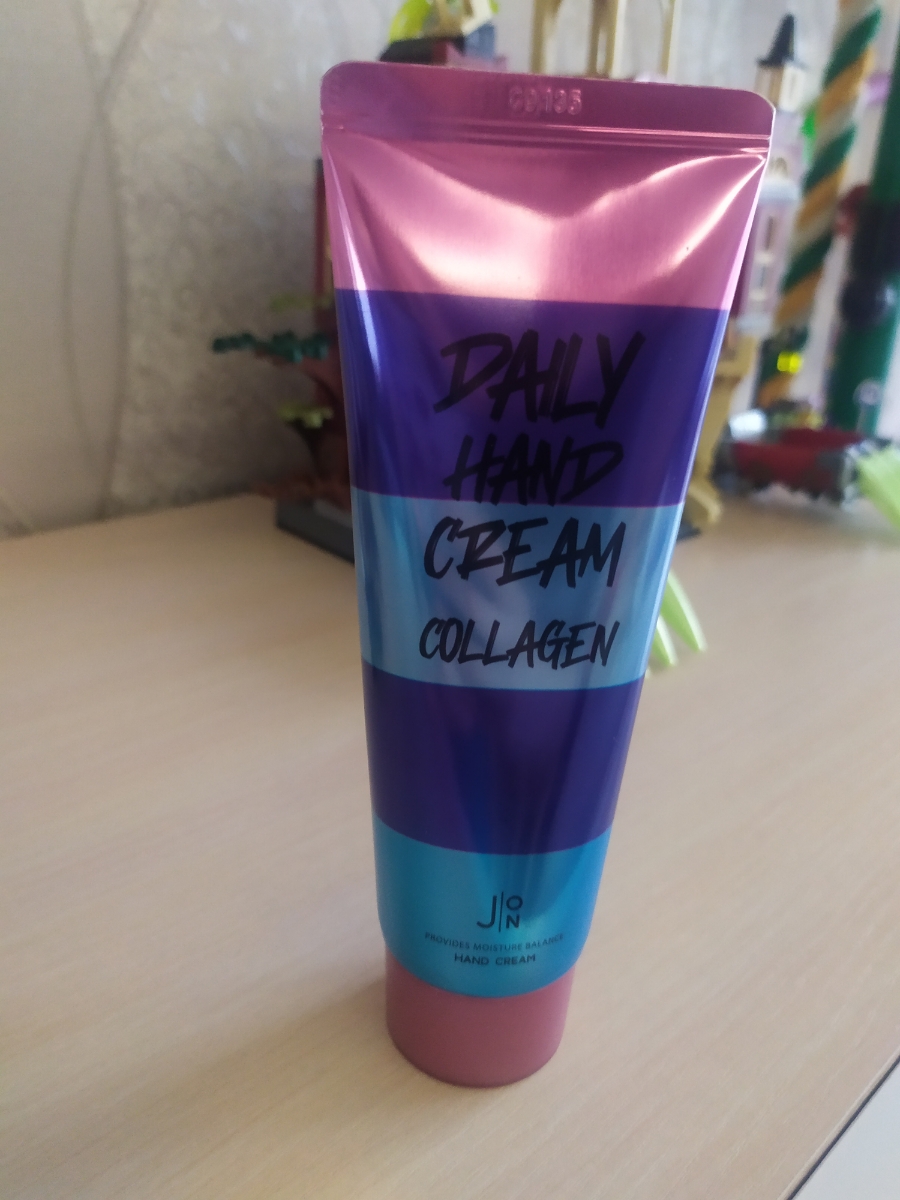 DAILY
HAND
CREAM
COLLAGEN
J|ON
PROVIDES MOISTURE BALANCE
HAND CREAM